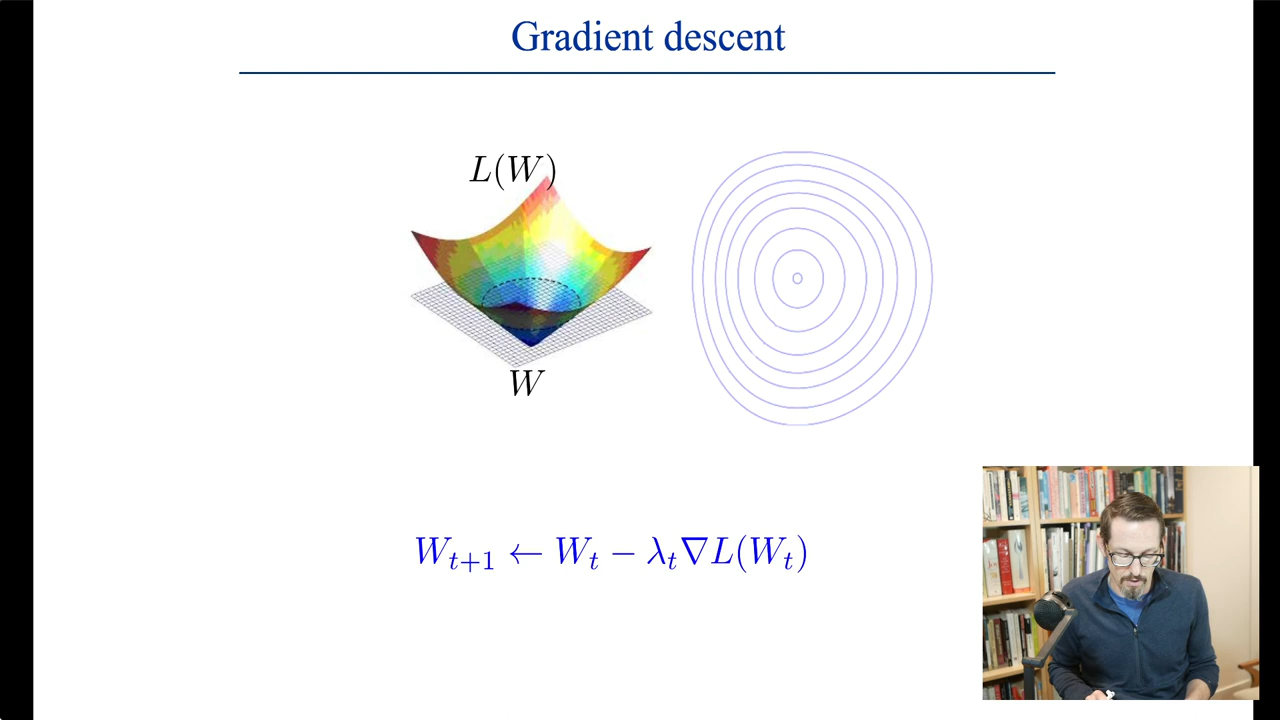 Gradient descent
L(W)
W
W_{t+1} ← W_t − λ_t∇L(W_t)